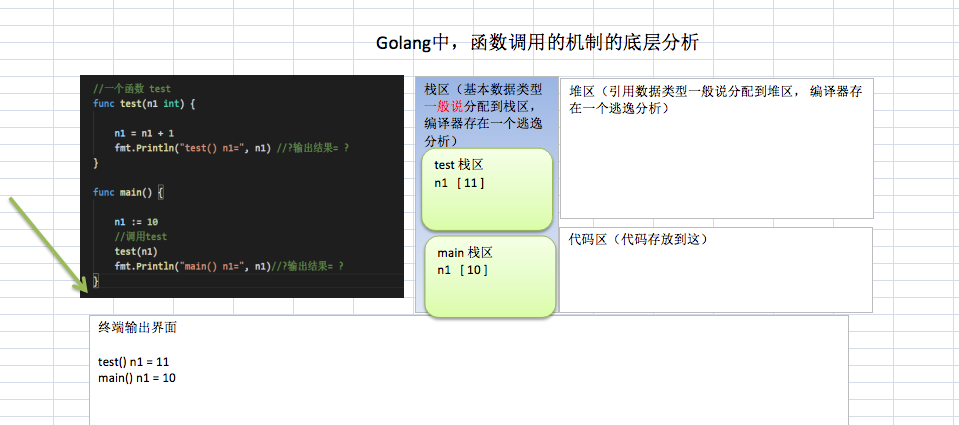 Golang中，函数调用的机制的底层分析
//一个函数 test
func test(n1 int) {
n1 = n1 + 1
fmt.Println("test() n1=", n1) //?输出结果= ?
}
func main() {
n1 := 10
//调用test
test(n1)
fmt.Println("main() n1=", n1)//?输出结果= ?
}
栈区（基本数据类型
一般说分配到栈区，
编译器存在一个逃逸
分析）
test 栈区
n1 [ 11 ]
main 栈区
n1 [ 10 ]
堆区（引用数据类型一般说分配到堆区， 编译器存
在一个逃逸分析）
代码区（代码存放到这）
终端输出界面
test() n1 = 11
main() n1 = 10